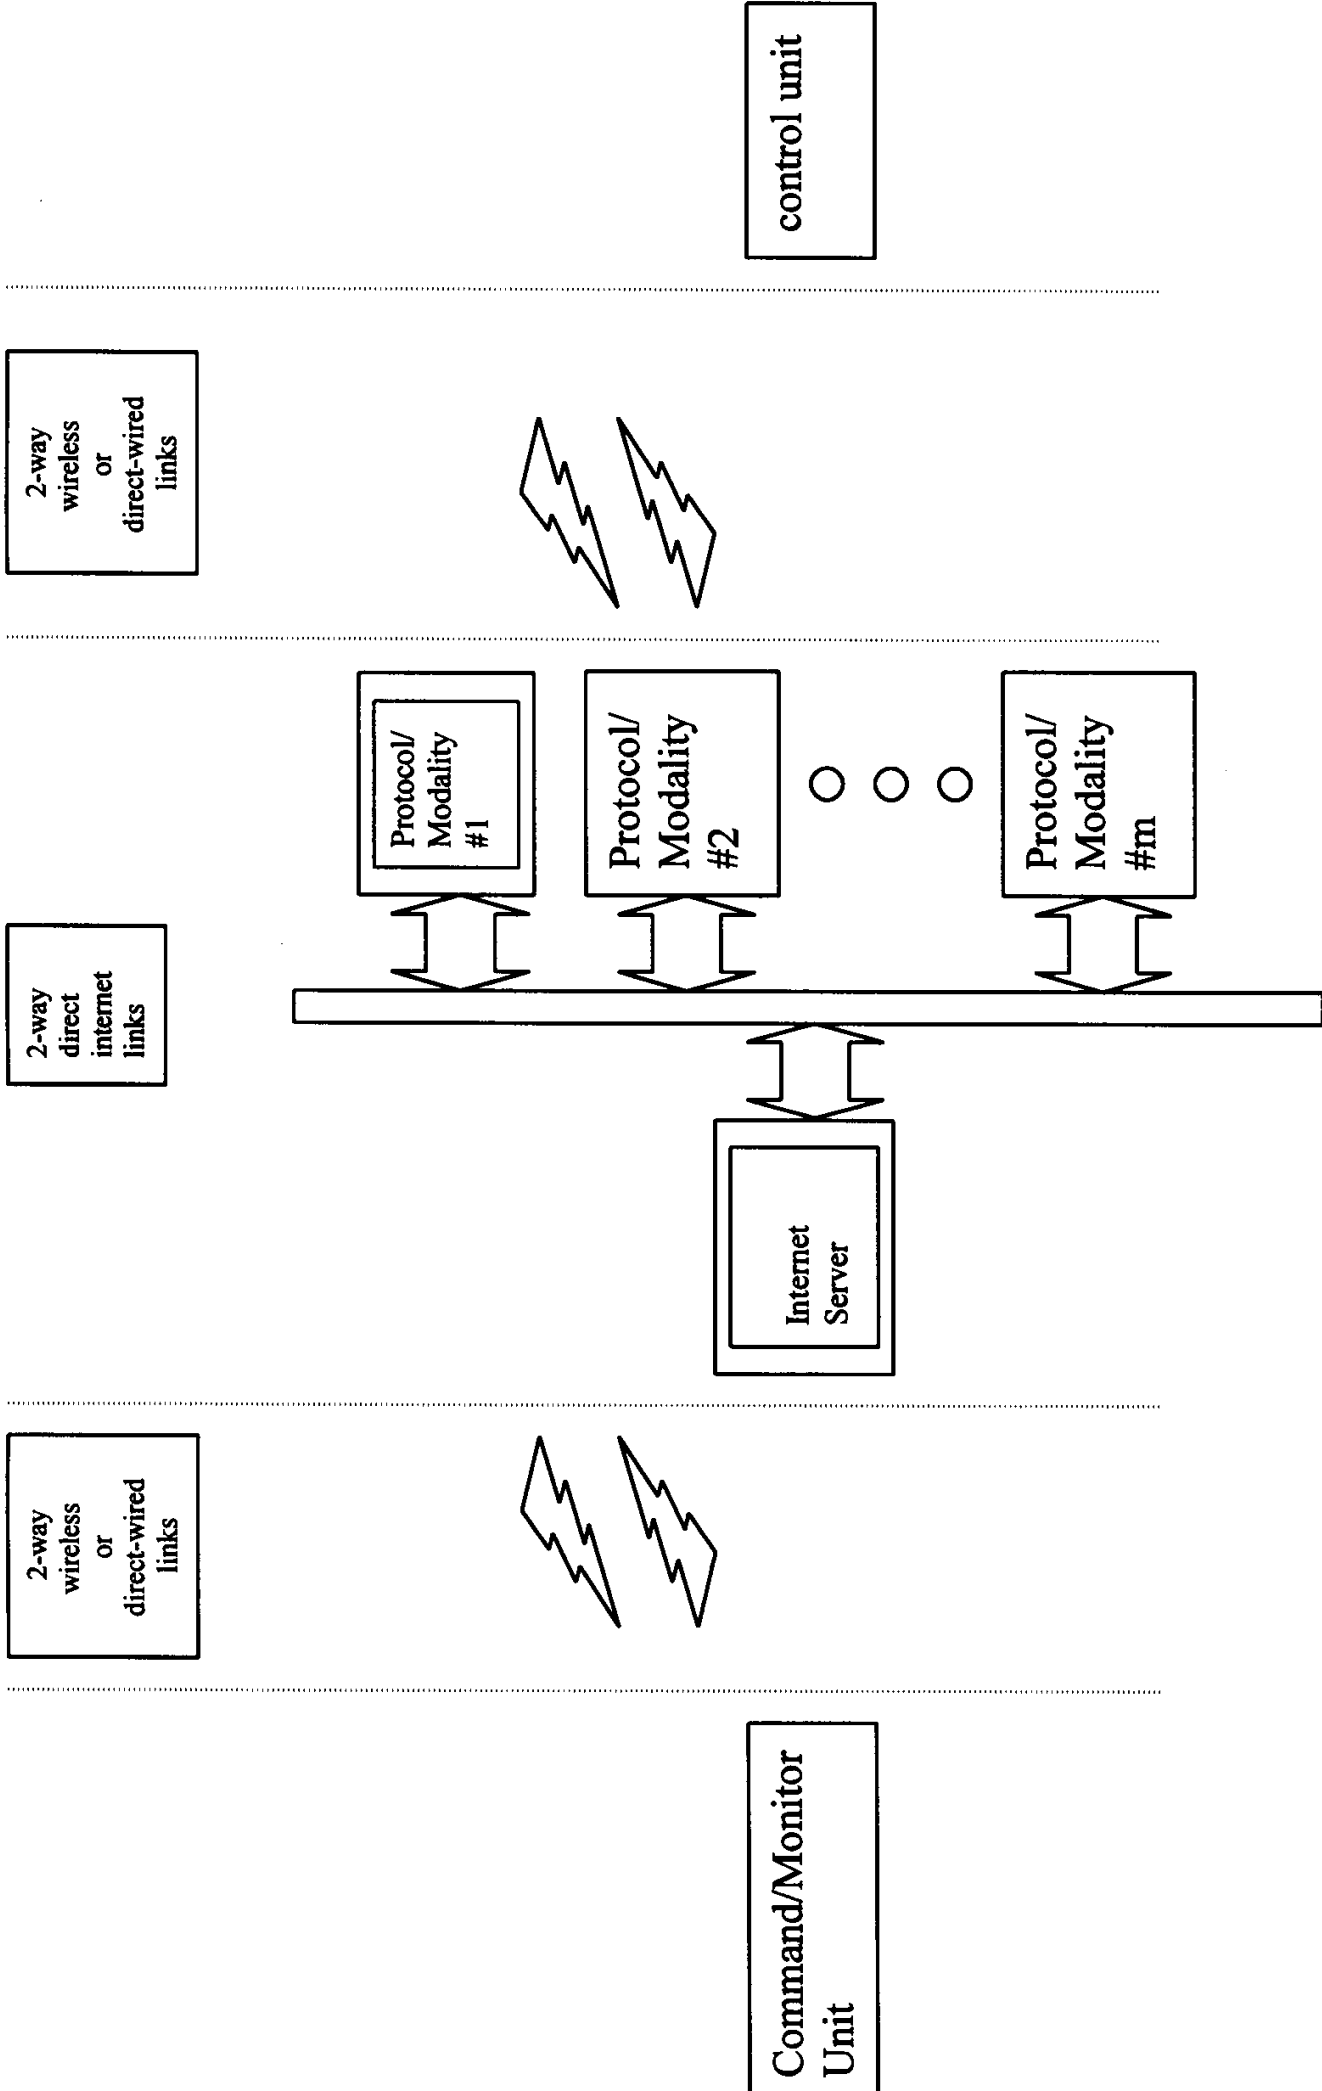 2-way
wireless
or
direct-wired
links
2-way
direct
internet
links
2-way
wireless
or
direct-wired
links
Command/Monitor
Unit
Internet
Server
Protocol/
Modality
#1
Protocol/
Modality
#2
Protocol/
Modality
#m
control unit